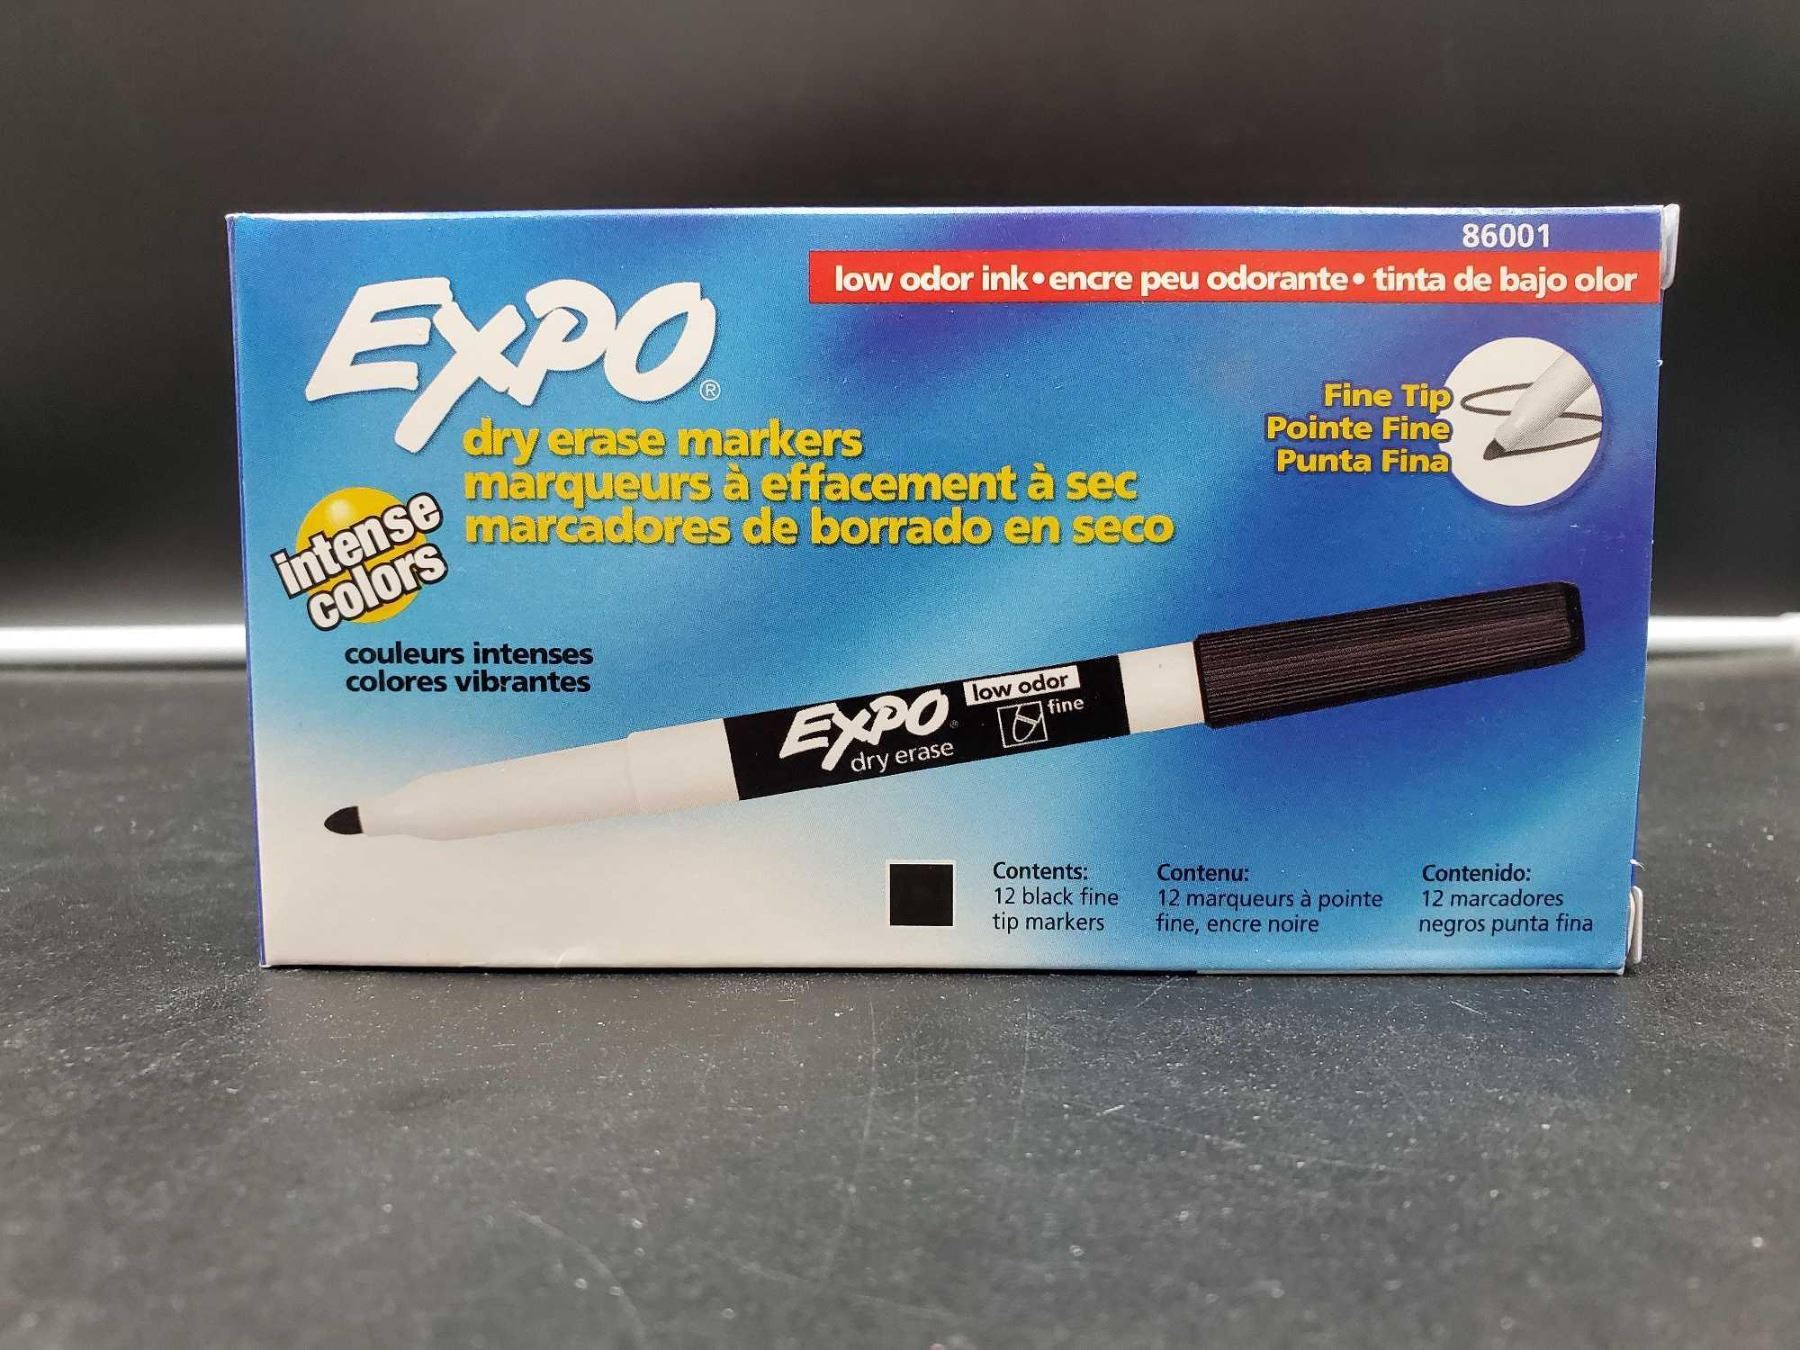 86001
low odor ink • encre peu odorante • tinta de bajo olor
EXPO®
dry erase markers
marqueurs à effacement à sec
marcadores de borrado en seco
Fine Tip
Pointe Fine
Punta Fina
intense
colors
couleurs intenses
colores vibrantes
EXPO
dry erase
low odor
fine
Contents:
12 black fine
tip markers
Contenu:
12 marqueurs à pointe
fine, encre noire
Contenido:
12 marcadores
negros punta fina